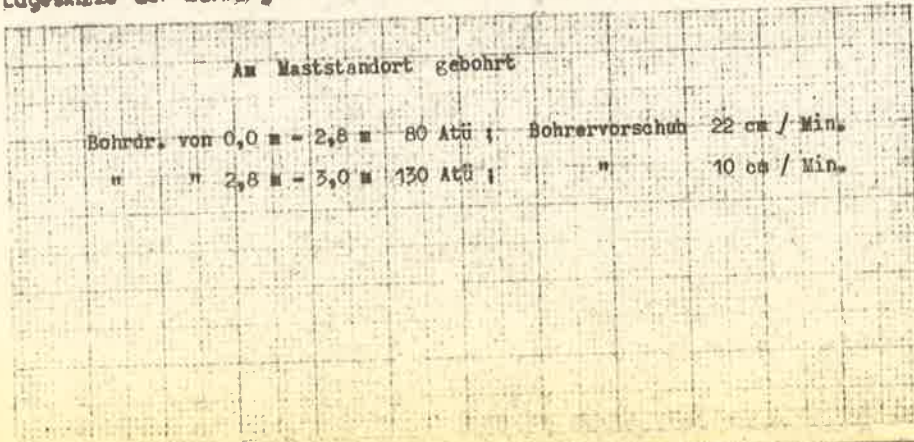 der
Am Maststandort gebohrt
Bohrdr. von 0,0 m - 2,8 m 80 Atü ; Bohrervorschub 22 cm / Min.
" " 2,8 m - 3,0 m 130 Atü ; " 10 cm / Min.